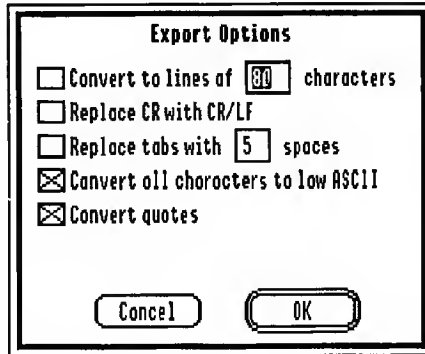 Export Options
Convert to lines of 80 characters
Replace CR with CR/LF
Replace tabs with 5 spaces
Convert all characters to low ASCII
Convert quotes
Cancel OK